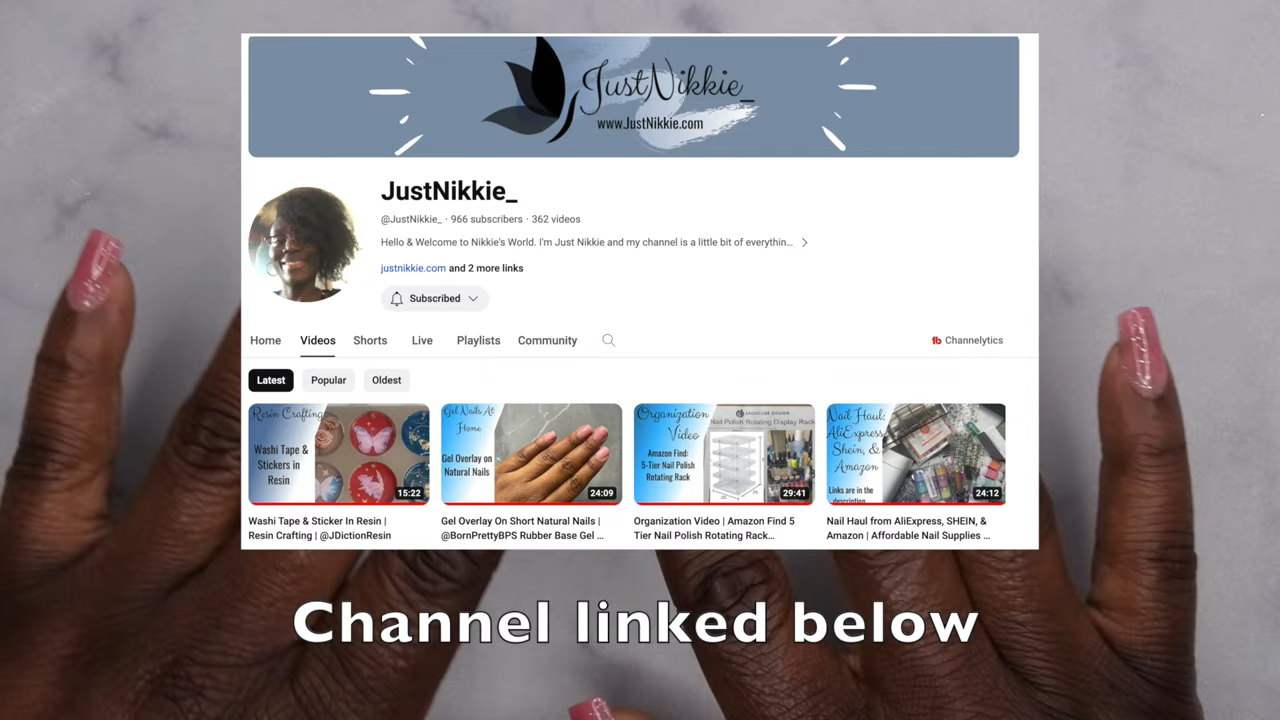 JustNikkie_
www.JustNikkie.com
JustNikkie_
@JustNikkie_ · 966 subscribers · 362 videos
Hello & Welcome to Nikkie's World. I'm Just Nikkie and my channel is a little bit of everythin...
justnikkie.com and 2 more links
Subscribed
Home Videos Shorts Live Playlists Community
Channelytics
Latest Popular Oldest
Resin Crafting
Washi Tape &
Stickers in
Resin
15:22
Gel Nails At
Home
Gel Overlay on
Natural Nails
24:09
Organization
Video
Amazon Find:
5-Tier Nail Polish
Rotating Rack
Nail Polish Rotating Display Rack
29:41
Nail Haul:
AliExpress,
Shein, &
Amazon
Links are in the
description
24:12
Washi Tape & Sticker In Resin |
Resin Crafting | @JDictionResin
Gel Overlay On Short Natural Nails |
@BornPrettyBPS Rubber Base Gel ...
Organization Video | Amazon Find 5
Tier Nail Polish Rotating Rack...
Nail Haul from AliExpress, SHEIN, &
Amazon | Affordable Nail Supplies ...
Channel linked below